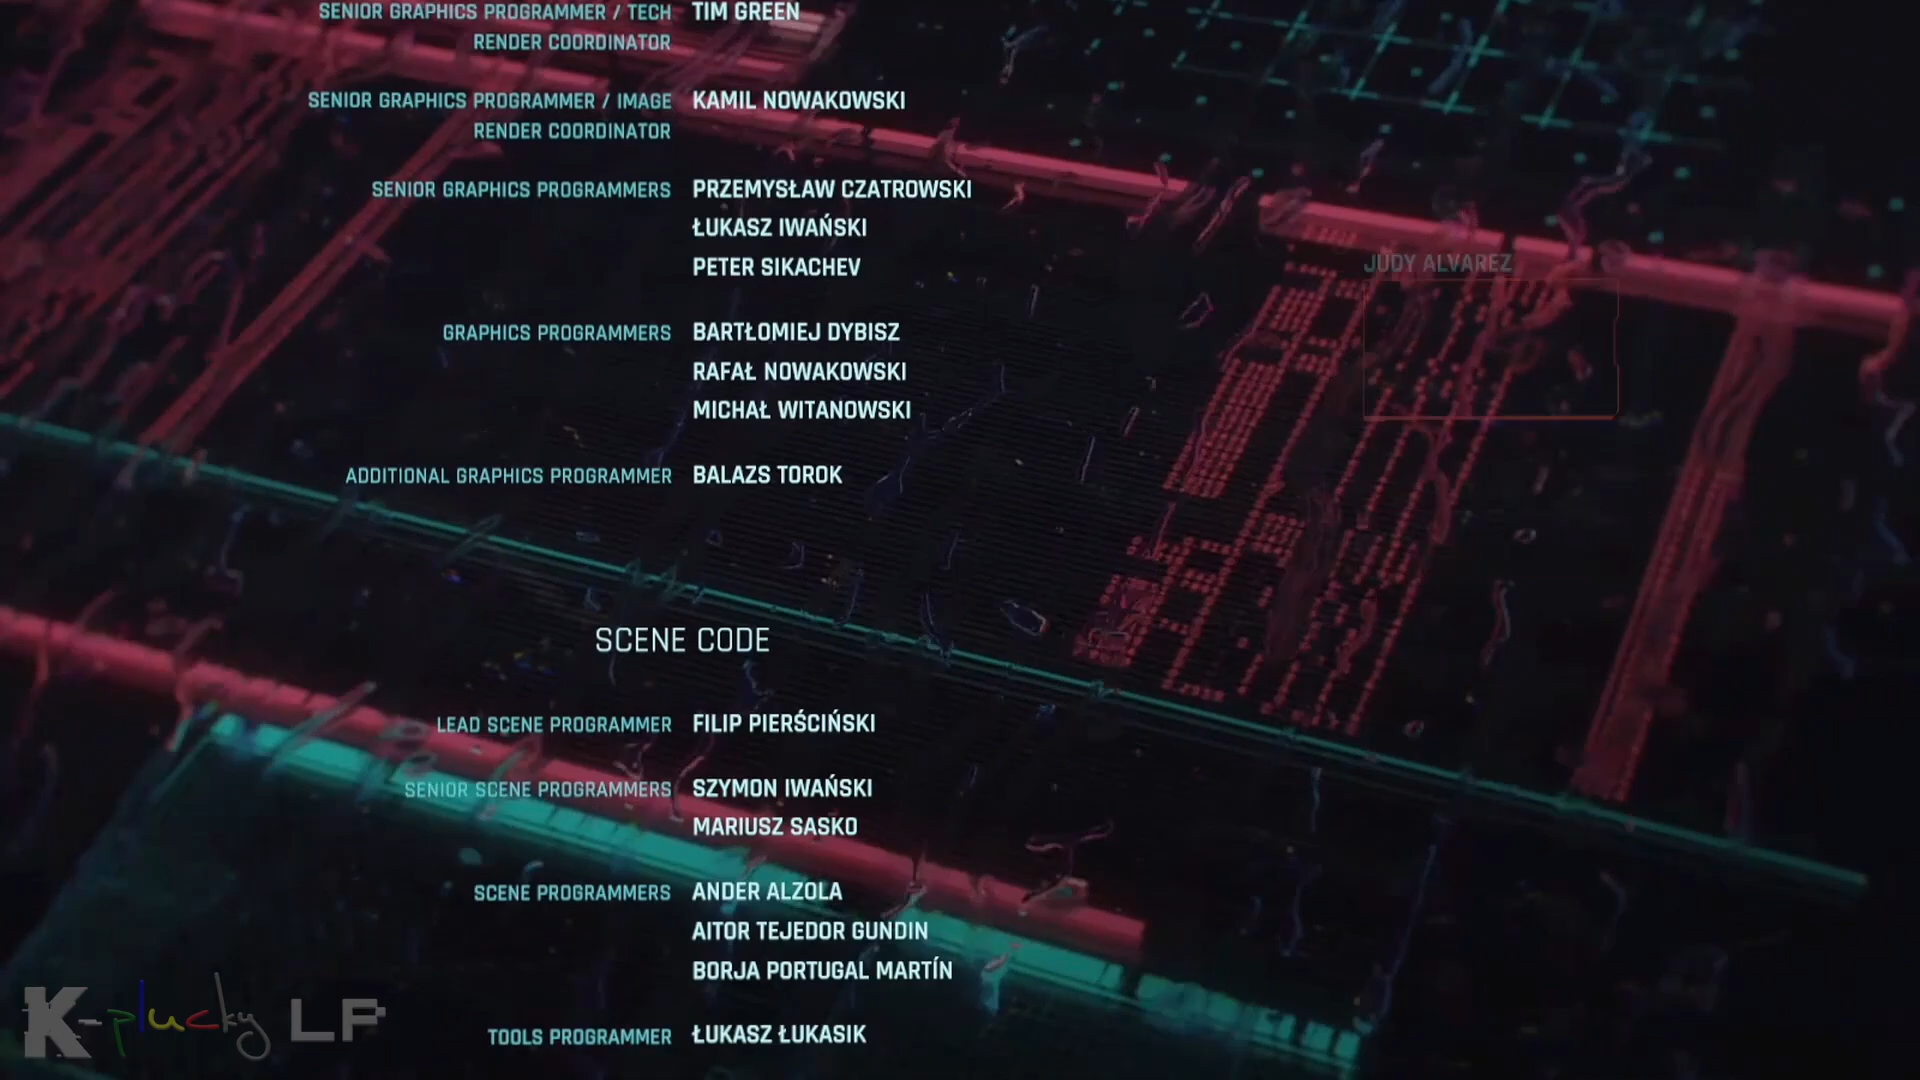 SENIOR GRAPHICS PROGRAMMER / TECH TIM GREEN
RENDER COORDINATOR
SENIOR GRAPHICS PROGRAMMER / IMAGE KAMIL NOWAKOWSKI
RENDER COORDINATOR
SENIOR GRAPHICS PROGRAMMERS PRZEMYSŁAW CZATROWSKI
ŁUKASZ IWAŃSKI
PETER SIKACHEV
JUDY ALVAREZ
GRAPHICS PROGRAMMERS BARTŁOMIEJ DYBISZ
RAFAŁ NOWAKOWSKI
MICHAŁ WITANOWSKI
ADDITIONAL GRAPHICS PROGRAMMER BALAZS TOROK
SCENE CODE
LEAD SCENE PROGRAMMER FILIP PIERŚCIŃSKI
SENIOR SCENE PROGRAMMERS SZYMON IWAŃSKI
MARIUSZ SASKO
SCENE PROGRAMMERS ANDER ALZOLA
AITOR TEJEDOR GUNDIN
BORJA PORTUGAL MARTÍN
TOOLS PROGRAMMER ŁUKASZ ŁUKASIK
K-plucky LP